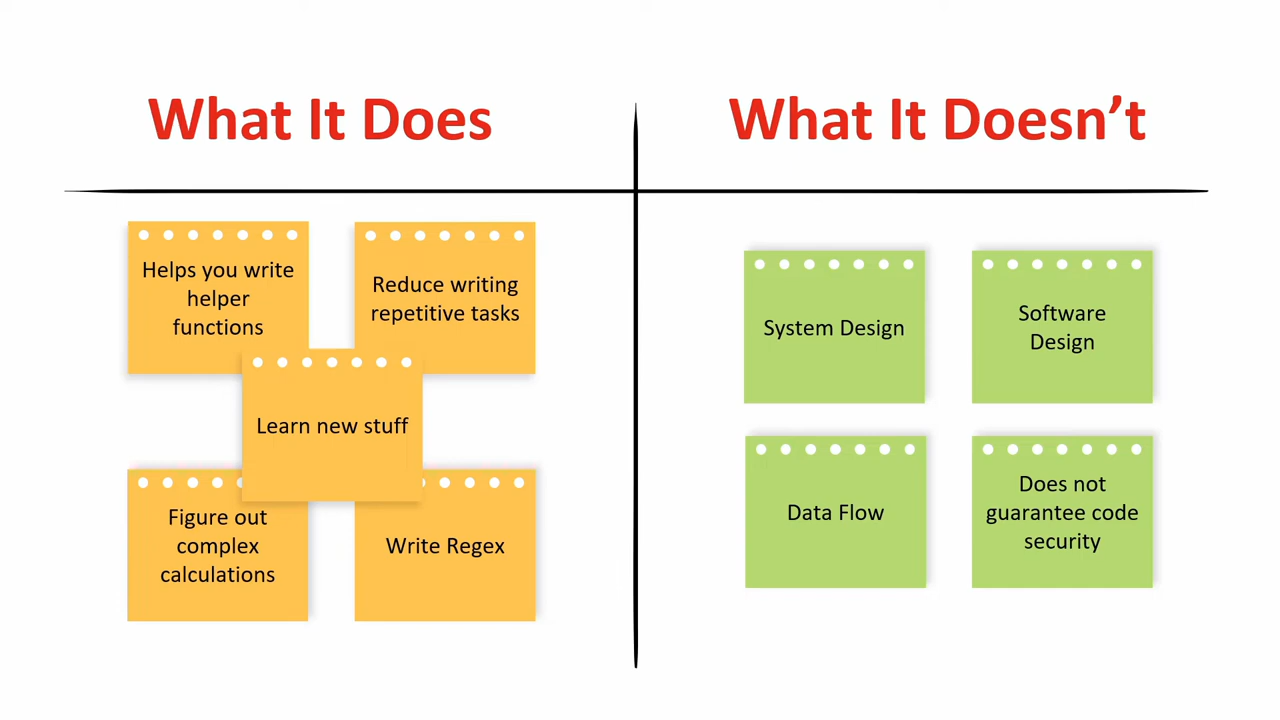 What It Does
What It Doesn’t
Helps you write
helper
functions
Reduce writing
repetitive tasks
Learn new stuff
Figure out
complex
calculations
Write Regex
System Design
Software
Design
Data Flow
Does not
guarantee code
security